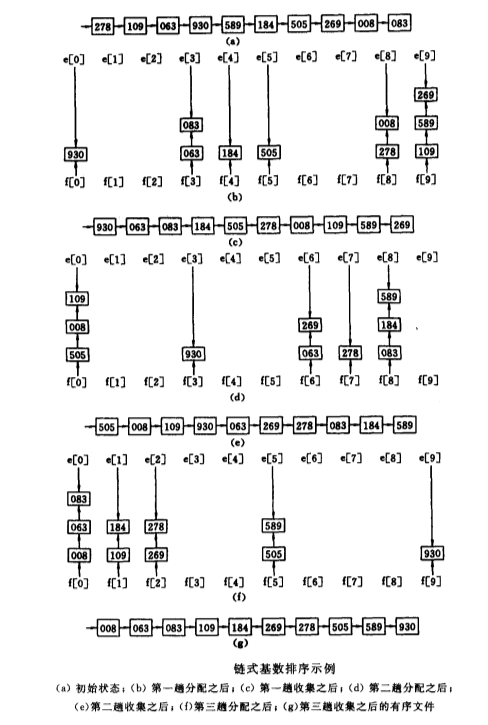 278 109 063 930 589 184 505 269 008 083
(a)
e[0] e[1] e[2] e[3] e[4] e[5] e[6] e[7] e[8] e[9]
269
083 008 589
930 063 184 505 278 109
f[0] f[1] f[2] f[3] f[4] f[5] f[6] f[7] f[8] f[9]
(b)
930 063 083 184 505 278 008 109 589 269
(c)
e[0] e[1] e[2] e[3] e[4] e[5] e[6] e[7] e[8] e[9]
109 589
008 269 184
505 930 063 278 083
f[0] f[1] f[2] f[3] f[4] f[5] f[6] f[7] f[8] f[9]
(d)
505 008 109 930 063 269 278 083 184 589
(e)
e[0] e[1] e[2] e[3] e[4] e[5] e[6] e[7] e[8] e[9]
083
063 184 278 589
008 109 269 505 930
f[0] f[1] f[2] f[3] f[4] f[5] f[6] f[7] f[8] f[9]
(f)
008 063 083 109 184 269 278 505 589 930
(g)
链式基数排序示例
(a) 初始状态;(b) 第一趟分配之后;(c) 第一趟收集之后;(d) 第二趟分配之后;
(e)第二趟收集之后;(f)第三趟分配之后;(g)第三趟收集之后的有序文件